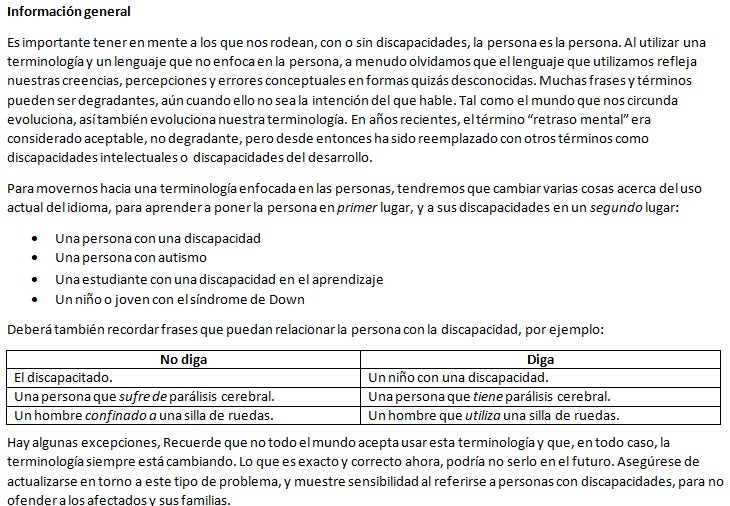 Información general
Es importante tener en mente a los que nos rodean, con o sin discapacidades, la persona es la persona. Al utilizar una
terminología y un lenguaje que no enfoca en la persona, a menudo olvidamos que el lenguaje que utilizamos refleja
nuestras creencias, percepciones y errores conceptuales en formas quizás desconocidas. Muchas frases y términos
pueden ser degradantes, aún cuando ello no sea la intención del que hable. Tal como el mundo que nos circunda
evoluciona, así también evoluciona nuestra terminología. En años recientes, el término “retraso mental” era
considerado aceptable, no degradante, pero desde entonces ha sido reemplazado con otros términos como
discapacidades intelectuales o discapacidades del desarrollo.
Para movernos hacia una terminología enfocada en las personas, tendremos que cambiar varias cosas acerca del uso
actual del idioma, para aprender a poner la persona en primer lugar, y a sus discapacidades en un segundo lugar:
• Una persona con una discapacidad
• Una persona con autismo
• Una estudiante con una discapacidad en el aprendizaje
• Un niño o joven con el síndrome de Down
Deberá también recordar frases que puedan relacionar la persona con la discapacidad, por ejemplo:
No diga Diga
El discapacitado. Un niño con una discapacidad.
Una persona que sufre de parálisis cerebral. Una persona que tiene parálisis cerebral.
Un hombre confinado a una silla de ruedas. Un hombre que utiliza una silla de ruedas.
Hay algunas excepciones, Recuerde que no todo el mundo acepta usar esta terminología y que, en todo caso, la
terminología siempre está cambiando. Lo que es exacto y correcto ahora, podría no serlo en el futuro. Asegúrese de
actualizarse en torno a este tipo de problema, y muestre sensibilidad al referirse a personas con discapacidades, para no
ofender a los afectados y sus familias.